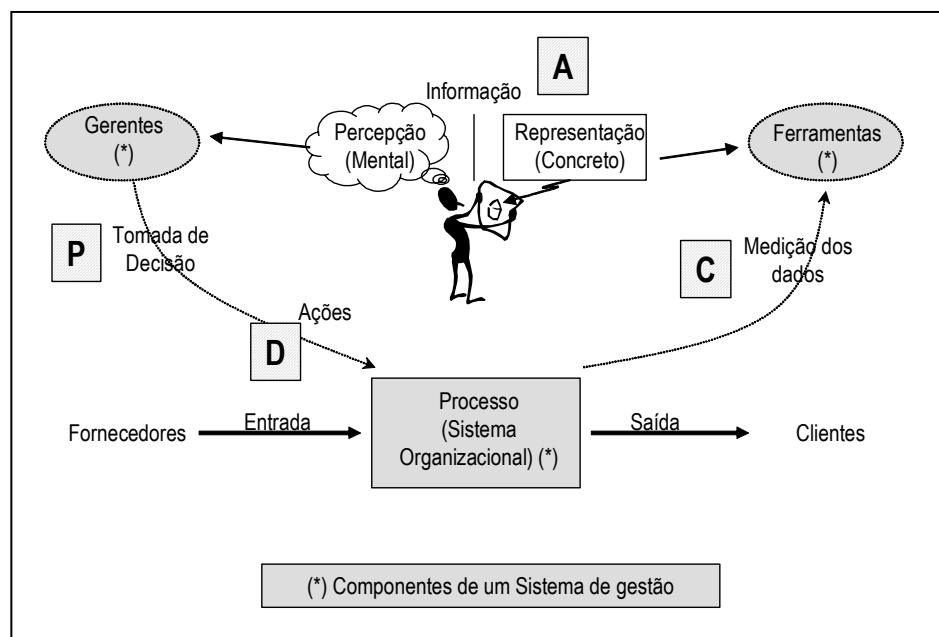 A
Informação
Gerentes
(*)
Percepção
(Mental)
Representação
(Concreto)
Ferramentas
(*)
P
Tomada de
Decisão
C
Medição dos
dados
Ações
D
Fornecedores
Entrada
Processo
(Sistema
Organizacional) (*)
Saída
Clientes
(*) Componentes de um Sistema de gestão